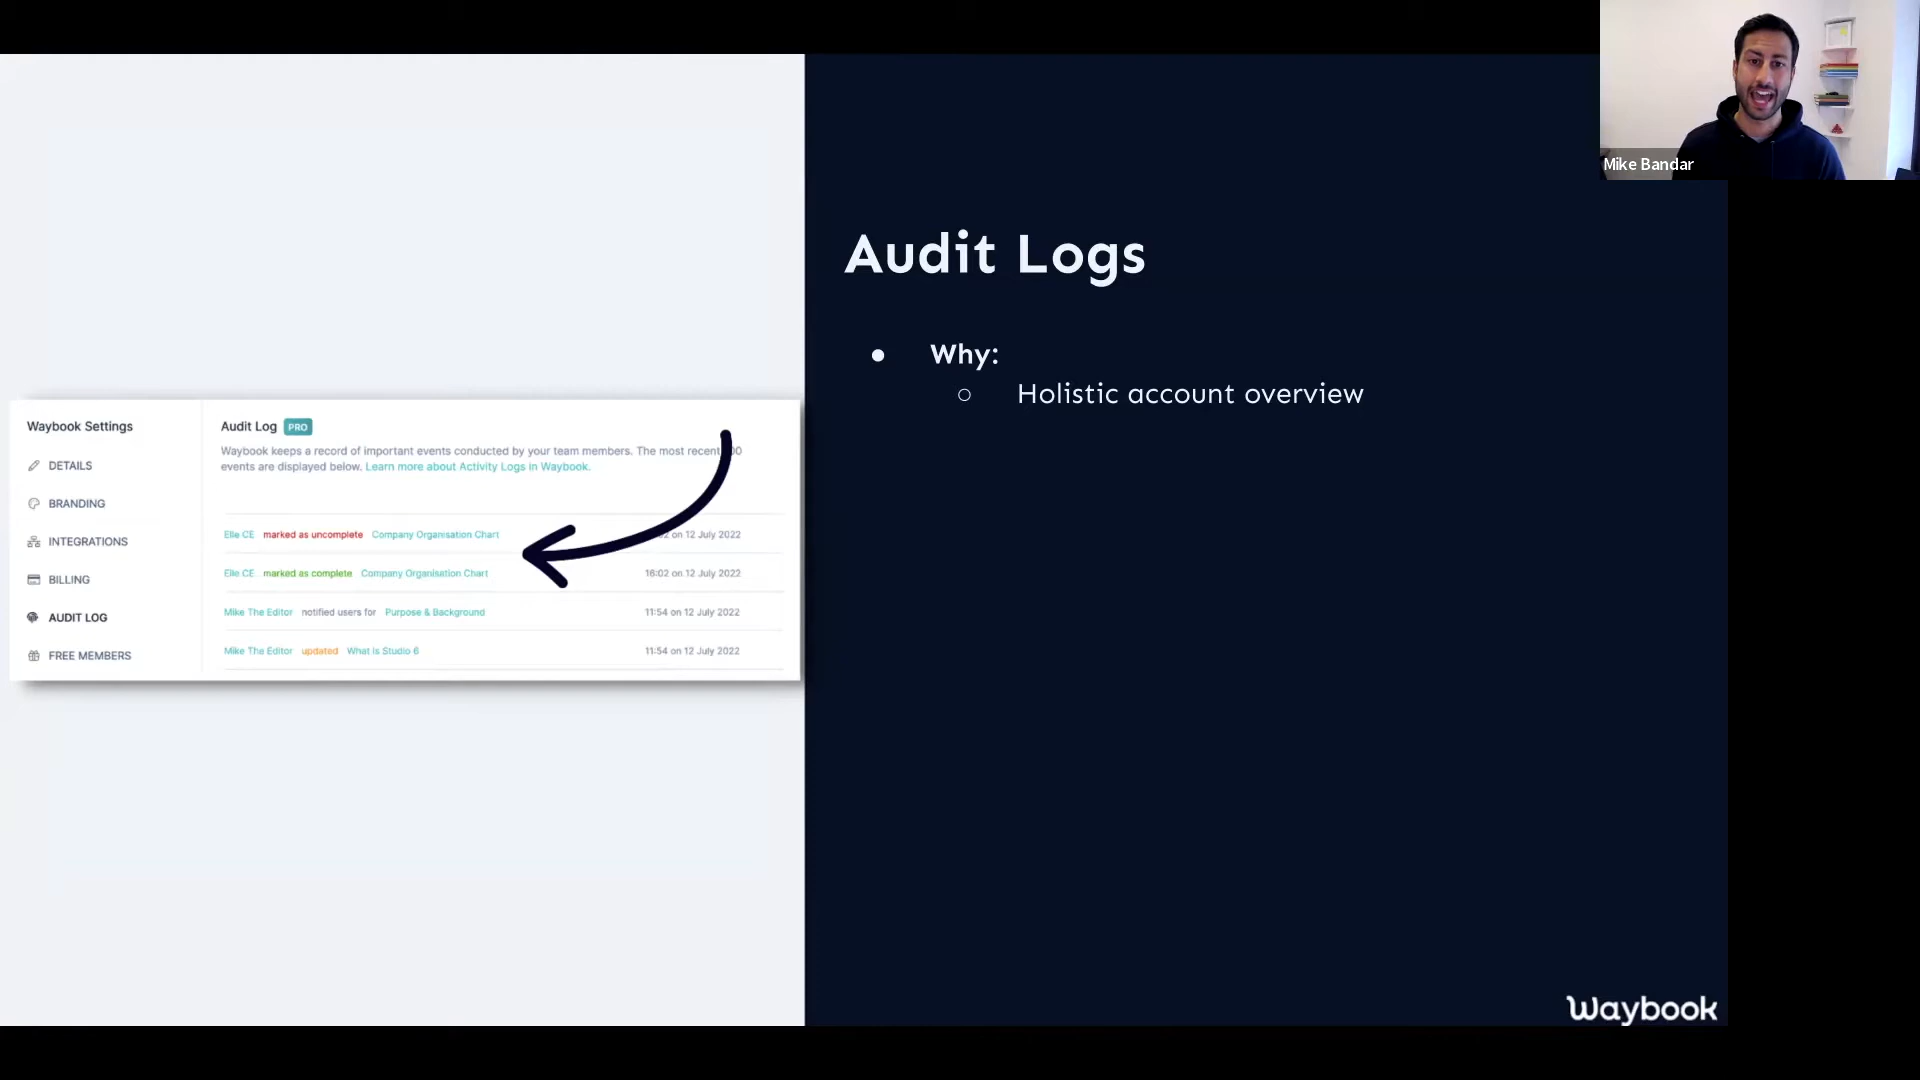 Mike Bandar
Audit Logs
Why:
Holistic account overview
Waybook Settings
DETAILS
BRANDING
INTEGRATIONS
BILLING
AUDIT LOG
FREE MEMBERS
Audit Log PRO
Waybook keeps a record of important events conducted by your team members. The most recent
events are displayed below. Learn more about Activity Logs in Waybook.
Elle CE marked as uncomplete Company Organisation Chart on 12 July 2022
Elle CE marked as complete Company Organisation Chart 16:02 on 12 July 2022
Mike The Editor notified users for Purpose & Background 11:54 on 12 July 2022
Mike The Editor updated What is Studio 6 11:54 on 12 July 2022
Waybook